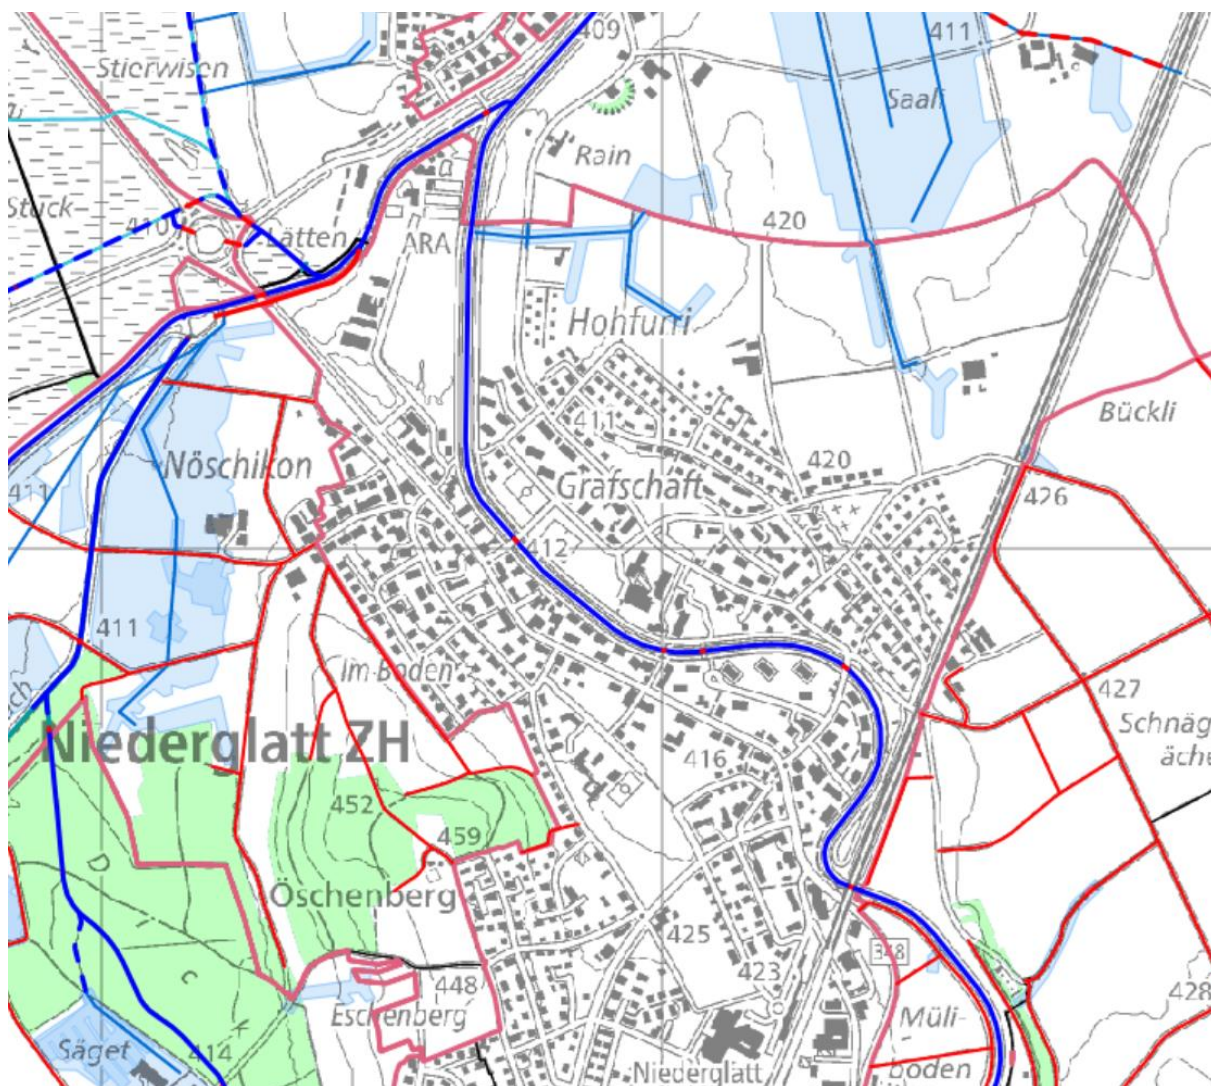 409
411
Stierwisen
Saali
Rain
Stuck-
410
Lätten
ARA
420
Hohfurri
Bückli
411
420
Nöschikon
Grafschaft
426
411
412
411
Im Boden
427
Niederglatt ZH
Schnäg
416
äche
452
459
Öschenberg
425
348
423
448
428
Eschenberg
Müli-
Säget
414
Niederglatt
boden